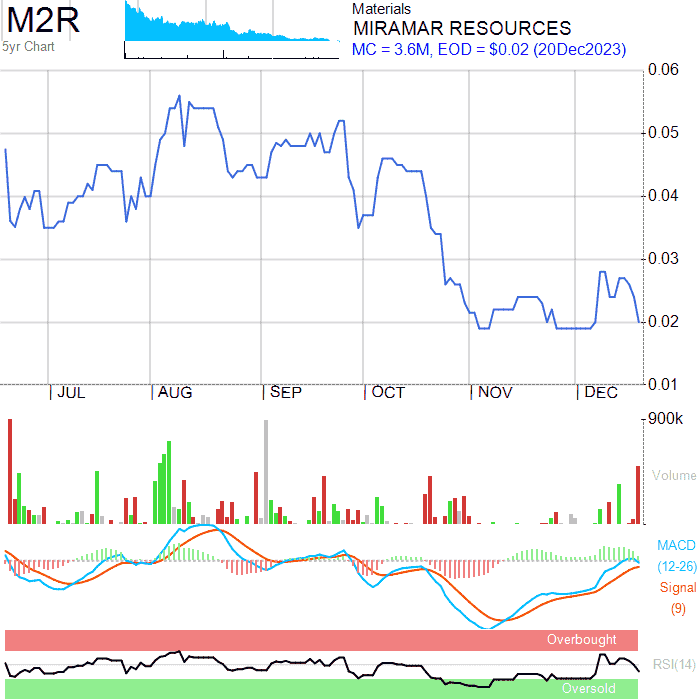 M2R
5yr Chart
Materials
MIRAMAR RESOURCES
MC = 3.6M, EOD = $0.02 (20Dec2023)
0.06
0.05
0.04
0.03
0.02
0.01
JUL AUG SEP OCT NOV DEC
900k
Volume
MACD
(12-26)
Signal
(9)
Overbought
RSI(14)
Oversold